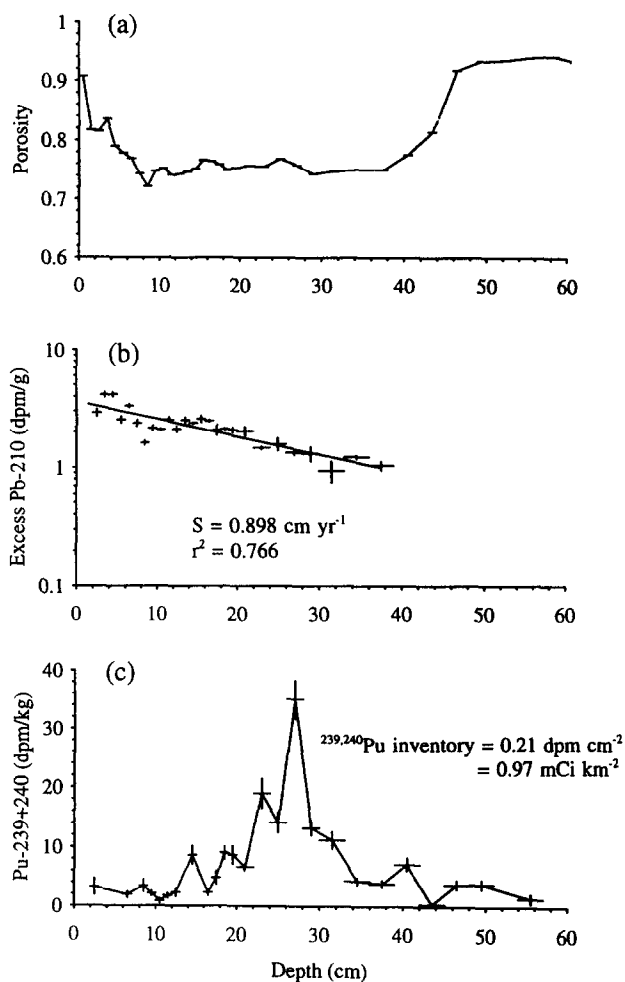 (a)
1
0.9
0.8
0.7
0.6
Porosity
0 10 20 30 40 50 60
(b)
10
1
0.1
Excess Pb-210 (dpm/g)
S = 0.898 cm yr⁻¹
r² = 0.766
0 10 20 30 40 50 60
(c)
40
30
20
10
0
Pu-239+240 (dpm/kg)
²³⁹,²⁴⁰Pu inventory = 0.21 dpm cm⁻²
= 0.97 mCi km⁻²
0 10 20 30 40 50 60
Depth (cm)